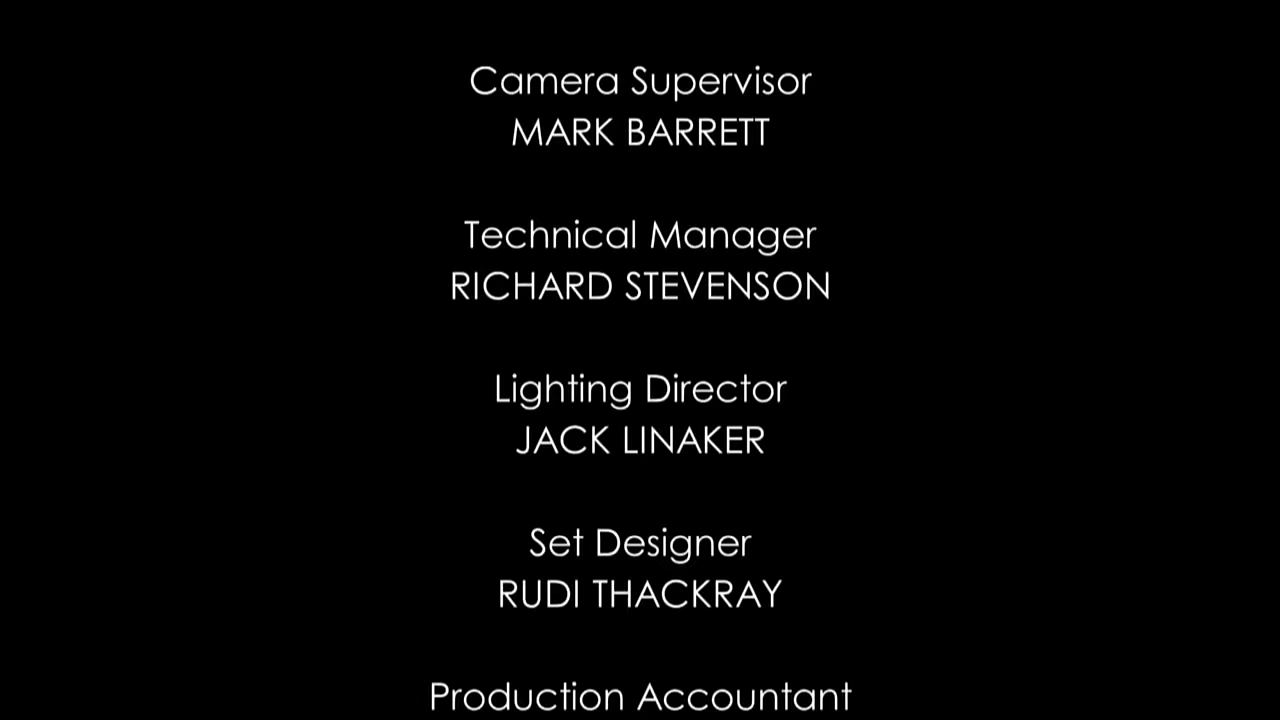 Camera Supervisor
MARK BARRETT
Technical Manager
RICHARD STEVENSON
Lighting Director
JACK LINAKER
Set Designer
RUDI THACKRAY
Production Accountant